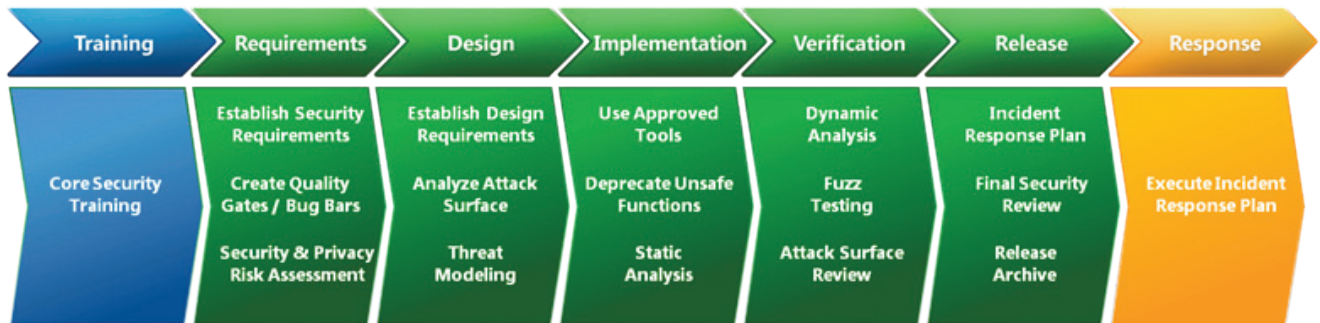 Training
Requirements
Design
Implementation
Verification
Release
Response
Core Security
Training
Establish Security
Requirements
Create Quality
Gates / Bug Bars
Security & Privacy
Risk Assessment
Establish Design
Requirements
Analyze Attack
Surface
Threat
Modeling
Use Approved
Tools
Deprecate Unsafe
Functions
Static
Analysis
Dynamic
Analysis
Fuzz
Testing
Attack Surface
Review
Incident
Response Plan
Final Security
Review
Release
Archive
Execute Incident
Response Plan